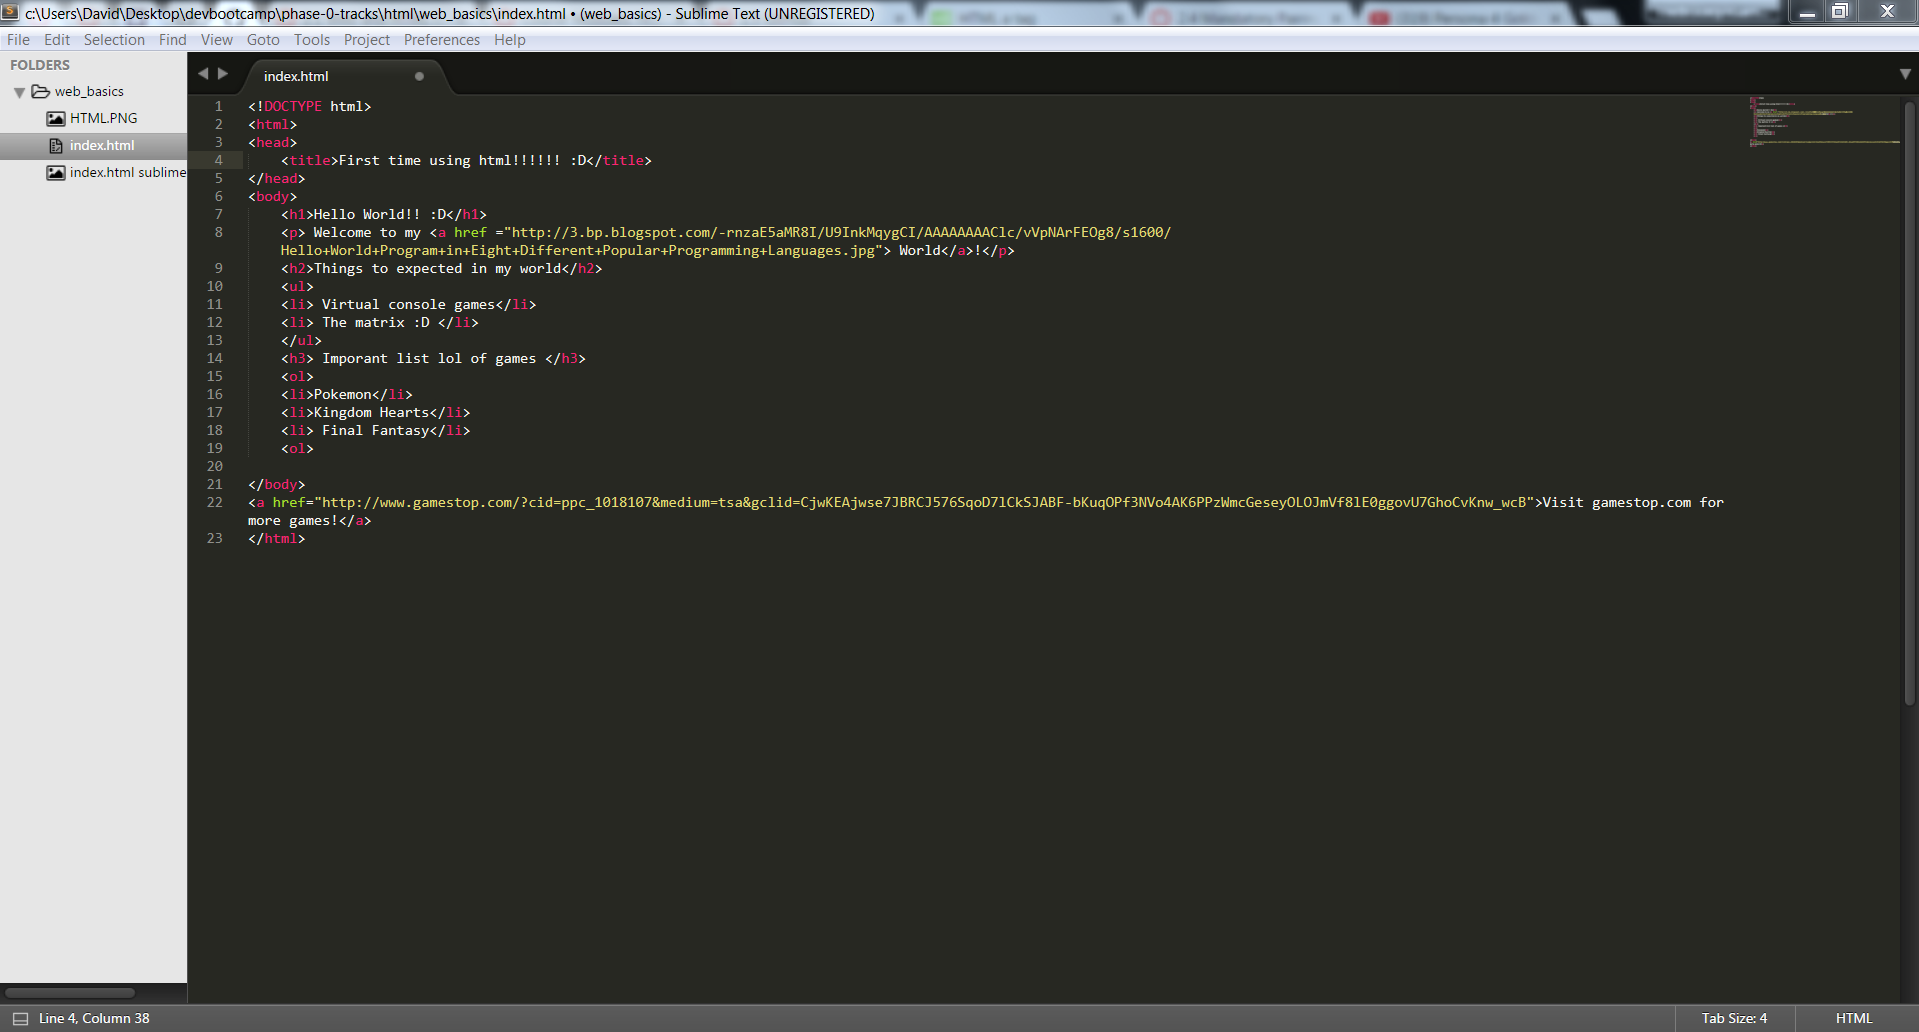 c:\Users\David\Desktop\devbootcamp\phase-0-tracks\html\web_basics\index.html • (web_basics) - Sublime Text (UNREGISTERED)
File Edit Selection Find View Goto Tools Project Preferences Help
FOLDERS
web_basics
HTML.PNG
index.html
index.html sublime
index.html
1 <!DOCTYPE html>
2 <html>
3 <head>
4 <title>First time using html!!!!!! :D</title>
5 </head>
6 <body>
7 <h1>Hello World!! :D</h1>
8 <p> Welcome to my <a href ="http://3.bp.blogspot.com/-rnzaE5aMR8I/U9InkMqygCI/AAAAAAAAClc/vVpNArFEOg8/s1600/
Hello+World+Program+in+Eight+Different+Popular+Programming+Languages.jpg"> World</a>!</p>
9 <h2>Things to expected in my world</h2>
10 <ul>
11 <li> Virtual console games</li>
12 <li> The matrix :D </li>
13 </ul>
14 <h3> Imporant list lol of games </h3>
15 <ol>
16 <li>Pokemon</li>
17 <li>Kingdom Hearts</li>
18 <li> Final Fantasy</li>
19 <ol>
20
21 </body>
22 <a href="http://www.gamestop.com/?cid=ppc_1018107&medium=tsa&gclid=CjwKEAjwse7JBRCJ576SqoD7lCkSJABF-bKuqOPf3NVo4AK6PPzWmcGeseyOLOJmVf8lE0ggovU7GhoCvKnw_wcB">Visit gamestop.com for
more games!</a>
23 </html>
Line 4, Column 38
Tab Size: 4
HTML